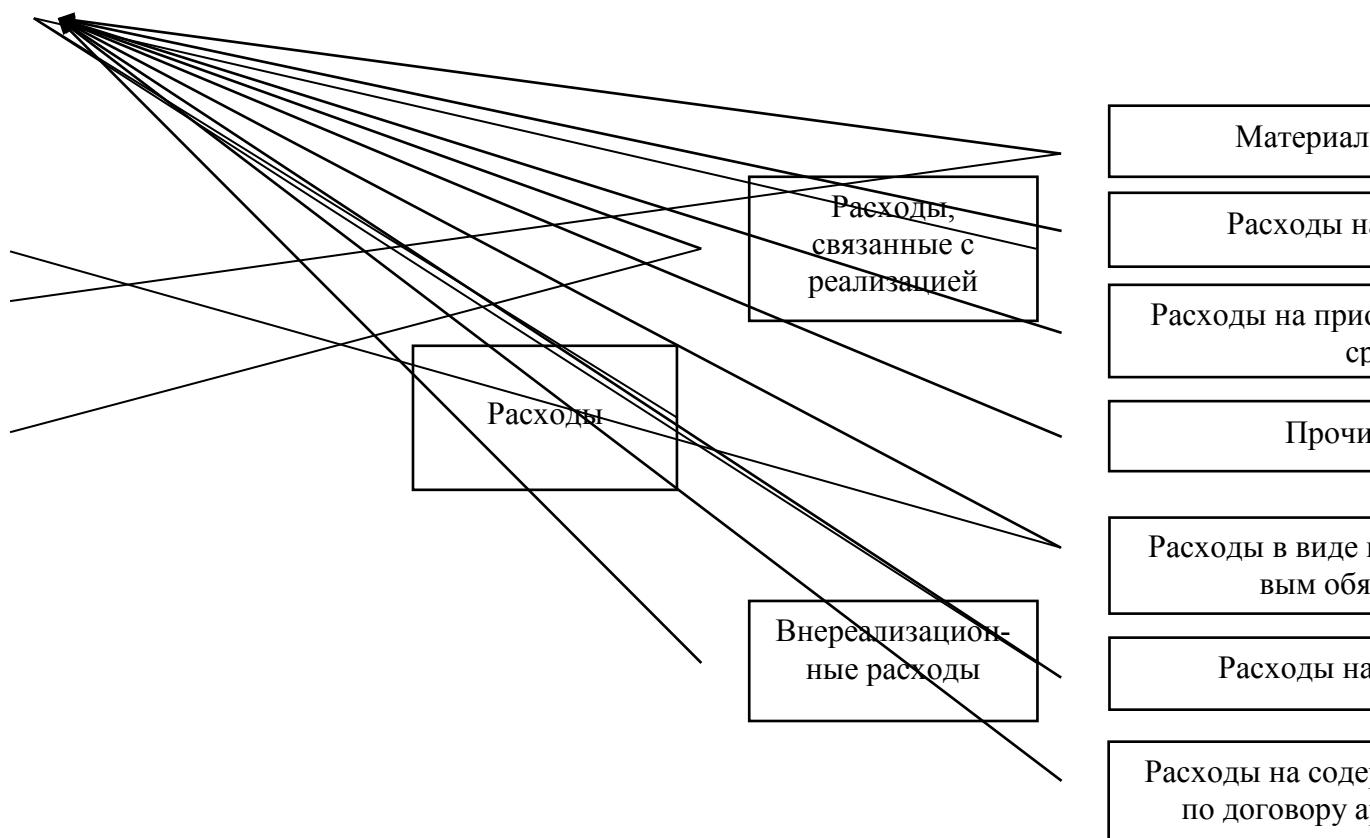 Материал
Расходы,
связанные с
реализацией
Расходы на
Расходы на прио
ср
Расходы
Прочи
Расходы в виде
вым обя
Внереализацион-
ные расходы
Расходы на
Расходы на соде
по договору а